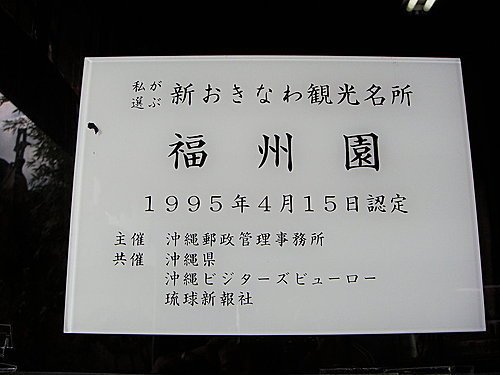 私が選ぶ 新おきなわ観光名所
福州園
1995年4月15日認定
主催 沖縄郵政管理事務所
共催 沖縄県
沖縄ビジターズビューロー
琉球新報社